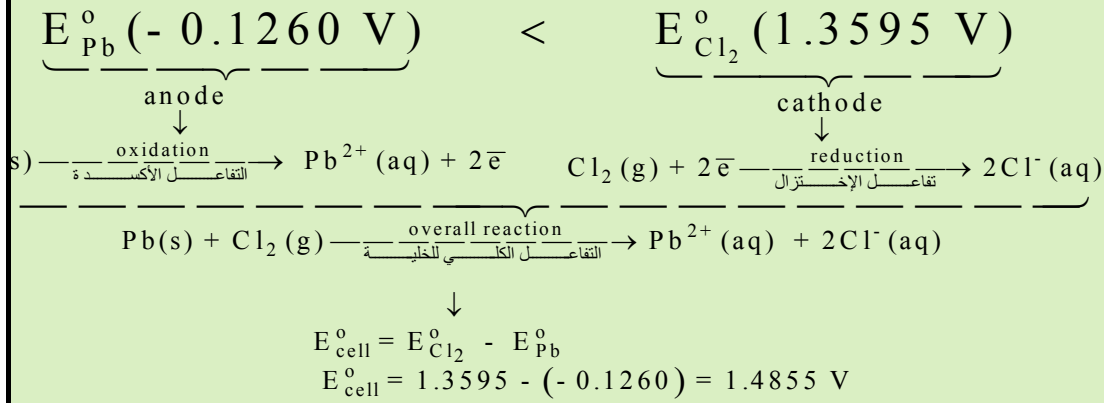 E°Pb (- 0.1260 V) < E°Cl₂ (1.3595 V)
anode cathode
↓ ↓
s) oxidation التفاعل الأكسدة → Pb²⁺ (aq) + 2e̅ Cl₂ (g) + 2e̅ reduction تفاعل الإختزال → 2Cl⁻ (aq)
Pb(s) + Cl₂ (g) overall reaction التفاعل الكلي للخلية → Pb²⁺ (aq) + 2Cl⁻ (aq)
↓
E°cell = E°Cl₂ - E°Pb
E°cell = 1.3595 - (- 0.1260) = 1.4855 V